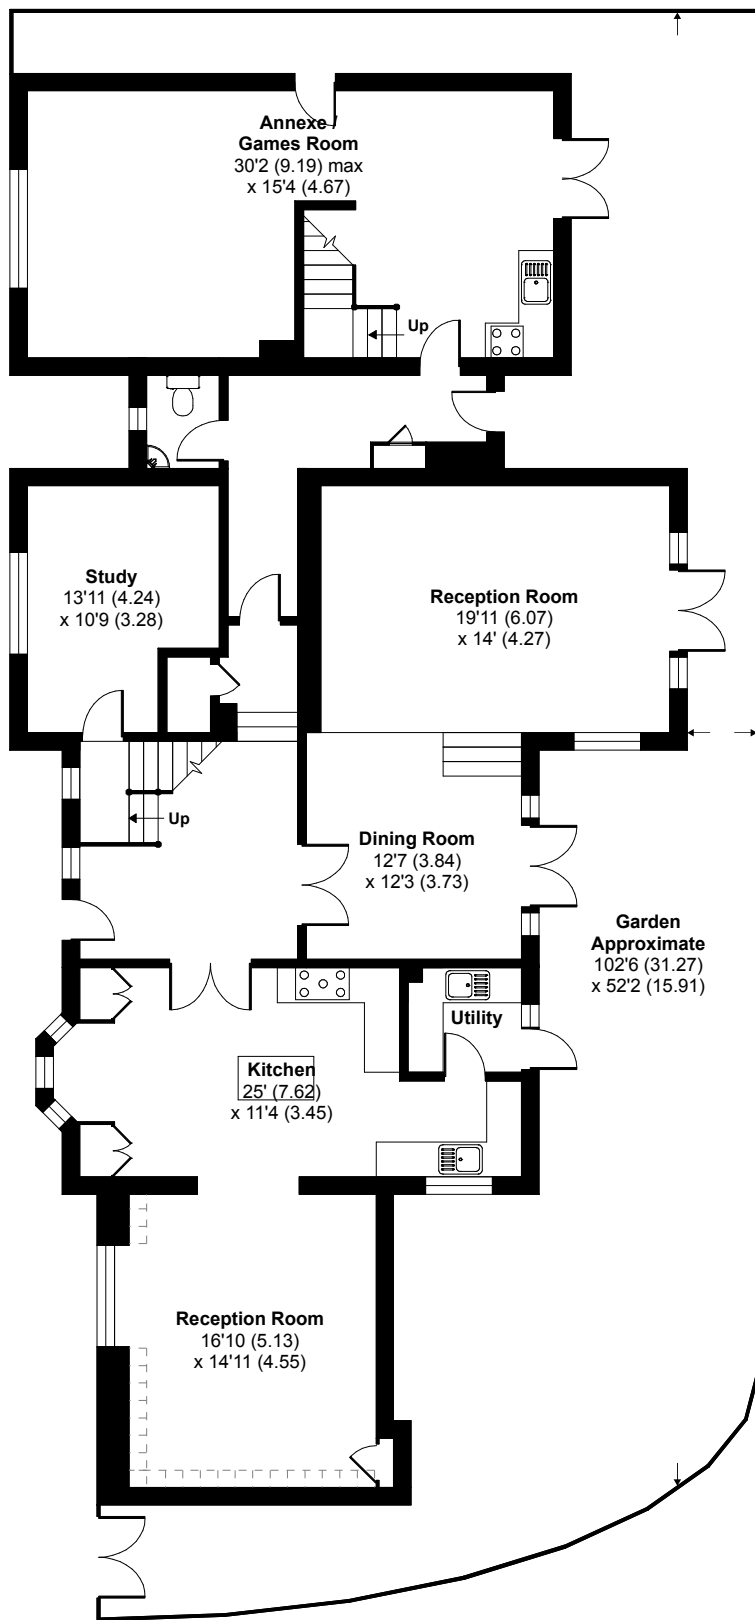 Annexe /
Games Room
30'2 (9.19) max
x 15'4 (4.67)
Up
Study
13'11 (4.24)
x 10'9 (3.28)
Reception Room
19'11 (6.07)
x 14' (4.27)
Up
Dining Room
12'7 (3.84)
x 12'3 (3.73)
Garden
Approximate
102'6 (31.27)
x 52'2 (15.91)
Utility
Kitchen
25' (7.62)
x 11'4 (3.45)
Reception Room
16'10 (5.13)
x 14'11 (4.55)